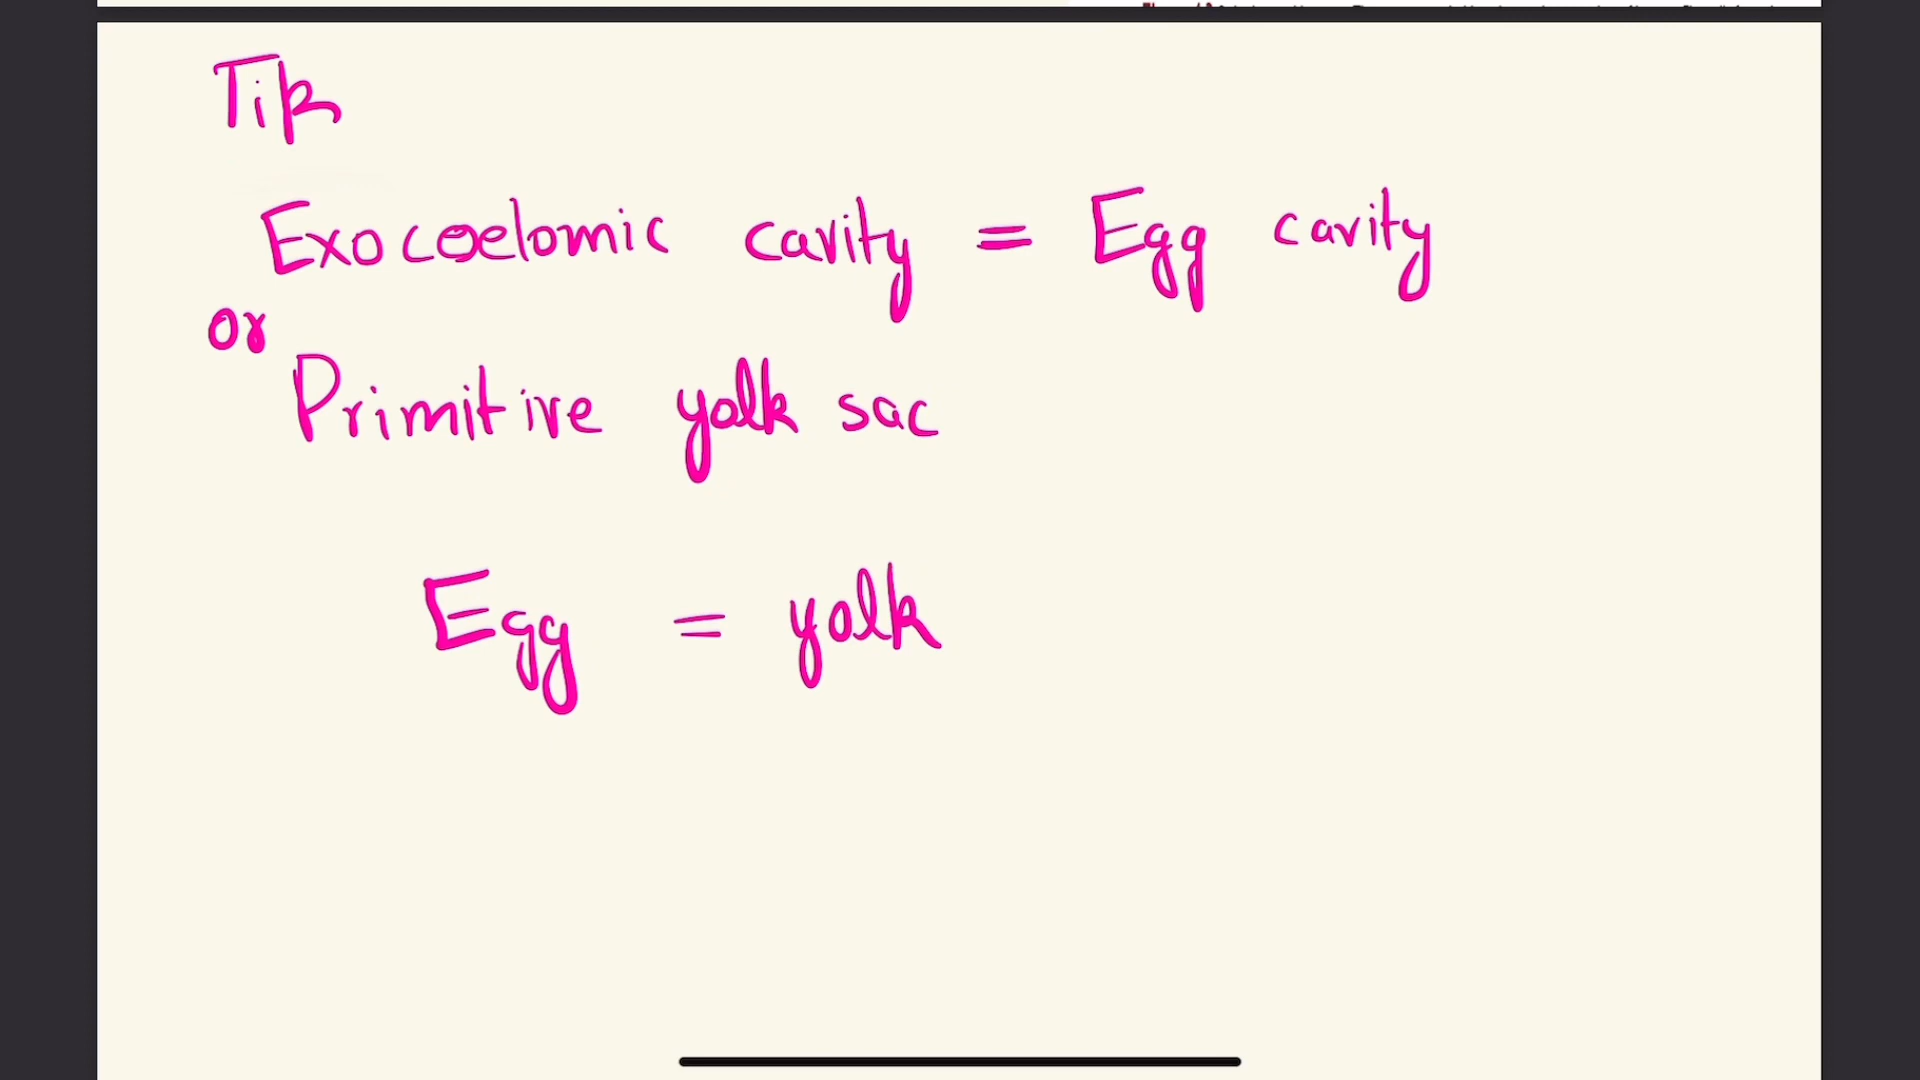 Tip
Exocoelomic cavity = Egg cavity
or
Primitive yolk sac
Egg = yolk